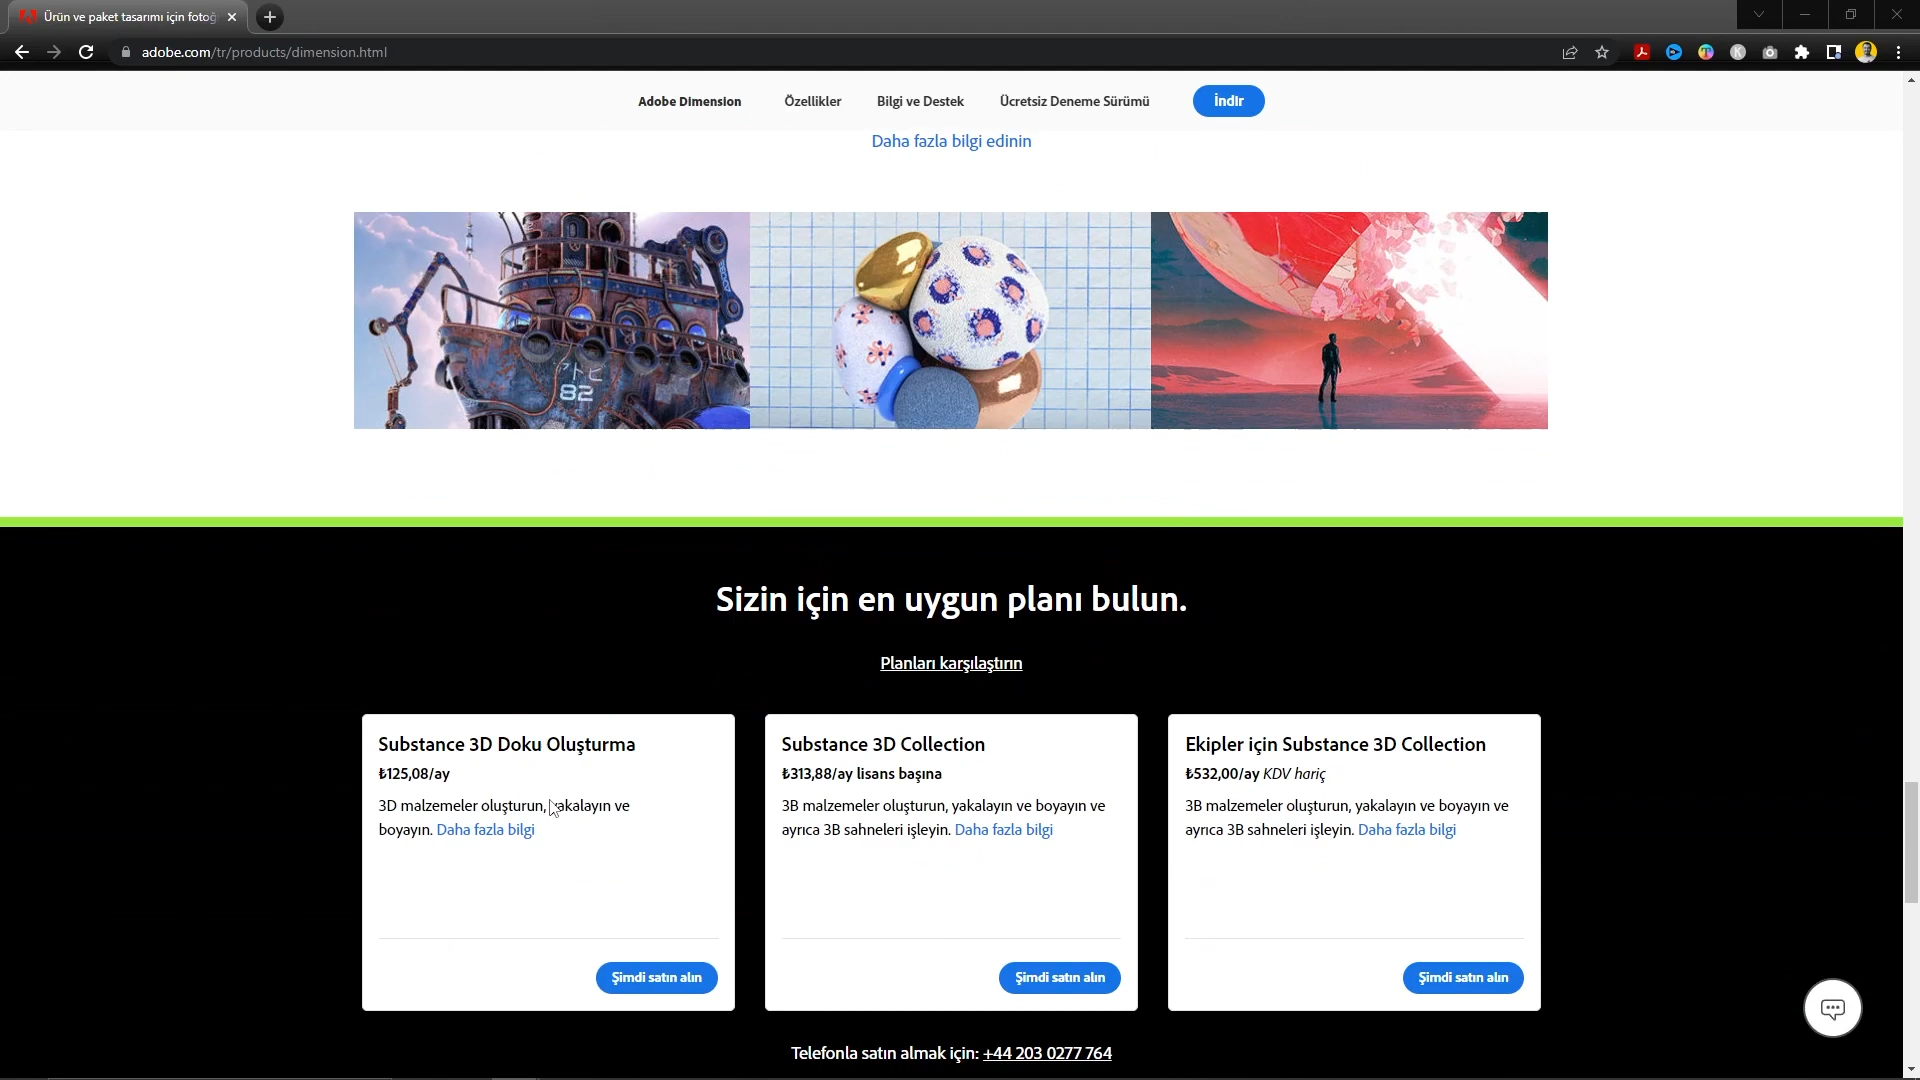 Ürün ve paket tasarımı için fotoğ
adobe.com/tr/products/dimension.html
Adobe Dimension
Özellikler
Bilgi ve Destek
Ücretsiz Deneme Sürümü
İndir
Daha fazla bilgi edinin
82
Sizin için en uygun planı bulun.
Planları karşılaştırın
Substance 3D Doku Oluşturma
₺125,08/ay
3D malzemeler oluşturun, yakalayın ve
boyayın. Daha fazla bilgi
Şimdi satın alın
Substance 3D Collection
₺313,88/ay lisans başına
3B malzemeler oluşturun, yakalayın ve boyayın ve
ayrıca 3B sahneleri işleyin. Daha fazla bilgi
Şimdi satın alın
Ekipler için Substance 3D Collection
₺532,00/ay KDV hariç
3B malzemeler oluşturun, yakalayın ve boyayın ve
ayrıca 3B sahneleri işleyin. Daha fazla bilgi
Şimdi satın alın
Telefonla satın almak için: +44 203 0277 764